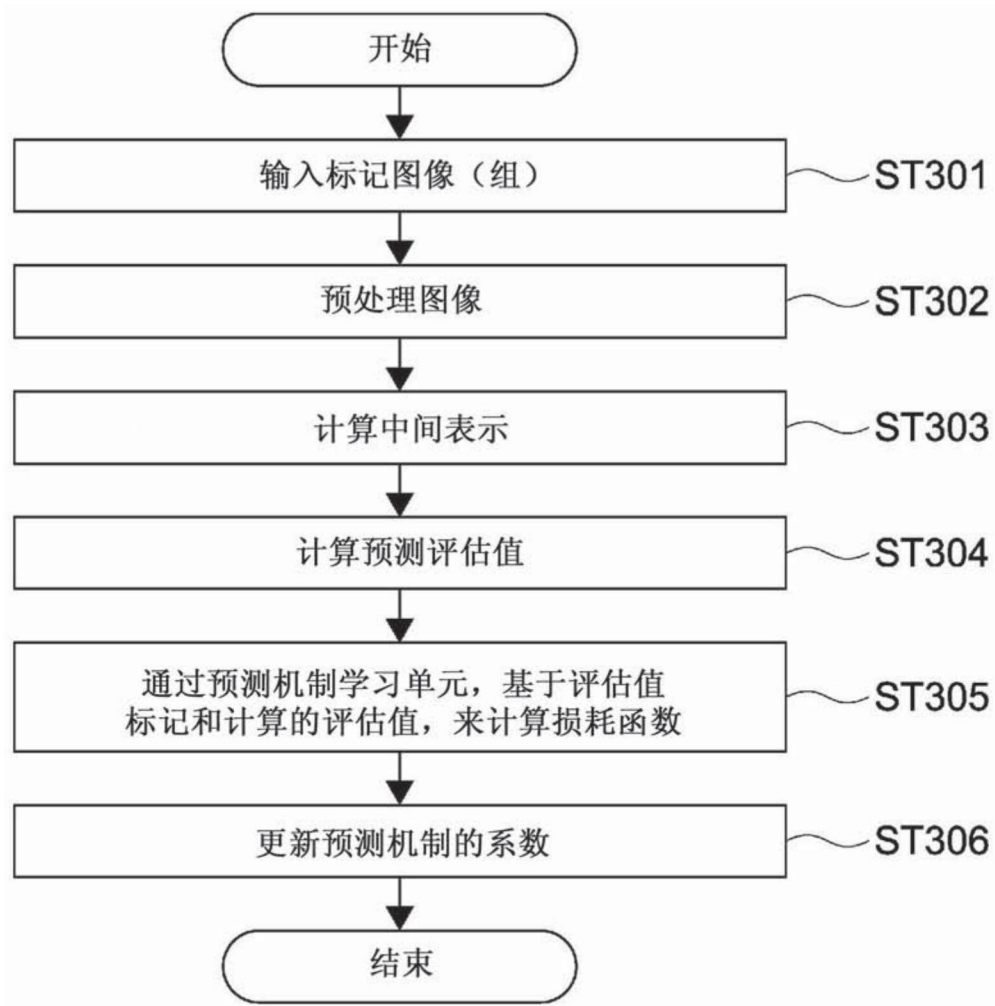 开始
输入标记图像（组）
ST301
预处理图像
ST302
计算中间表示
ST303
计算预测评估值
ST304
通过预测机制学习单元，基于评估值
标记和计算的评估值，来计算损耗函数
ST305
更新预测机制的系数
ST306
结束